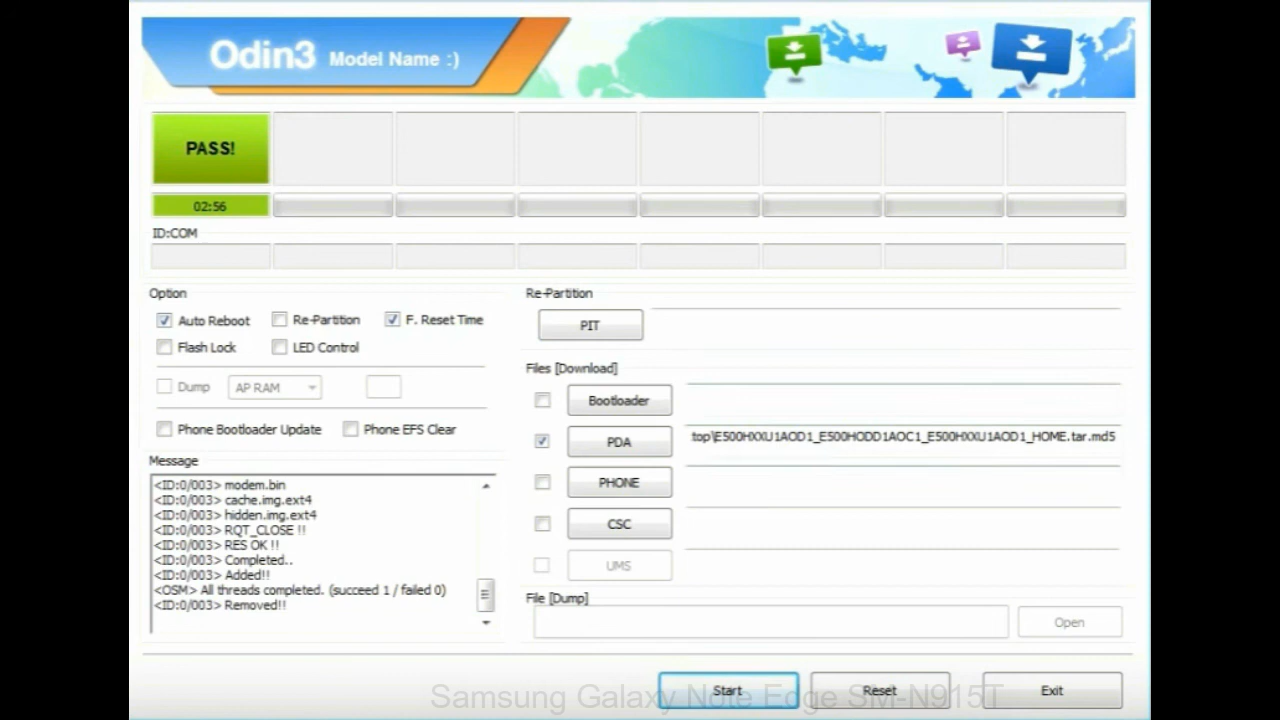 Odin3 Model Name :)
PASS!
02:56
ID:COM
Option
Auto Reboot Re-Partition F. Reset Time
Flash Lock LED Control
Dump AP RAM
Phone Bootloader Update Phone EFS Clear
Message
<ID:0/003> modem.bin
<ID:0/003> cache.img.ext4
<ID:0/003> hidden.img.ext4
<ID:0/003> RQT_CLOSE !!
<ID:0/003> RES OK !!
<ID:0/003> Completed..
<ID:0/003> Added!!
<OSM> All threads completed. (succeed 1 / failed 0)
<ID:0/003> Removed!!
Re-Partition
PIT
Files [Download]
Bootloader
PDA top\E500HXXU1AOD1_E500HODD1AOC1_E500HXXU1AOD1_HOME.tar.md5
PHONE
CSC
UMS
File [Dump]
Open
Start Reset Exit
Samsung Galaxy Note Edge SM-N915T